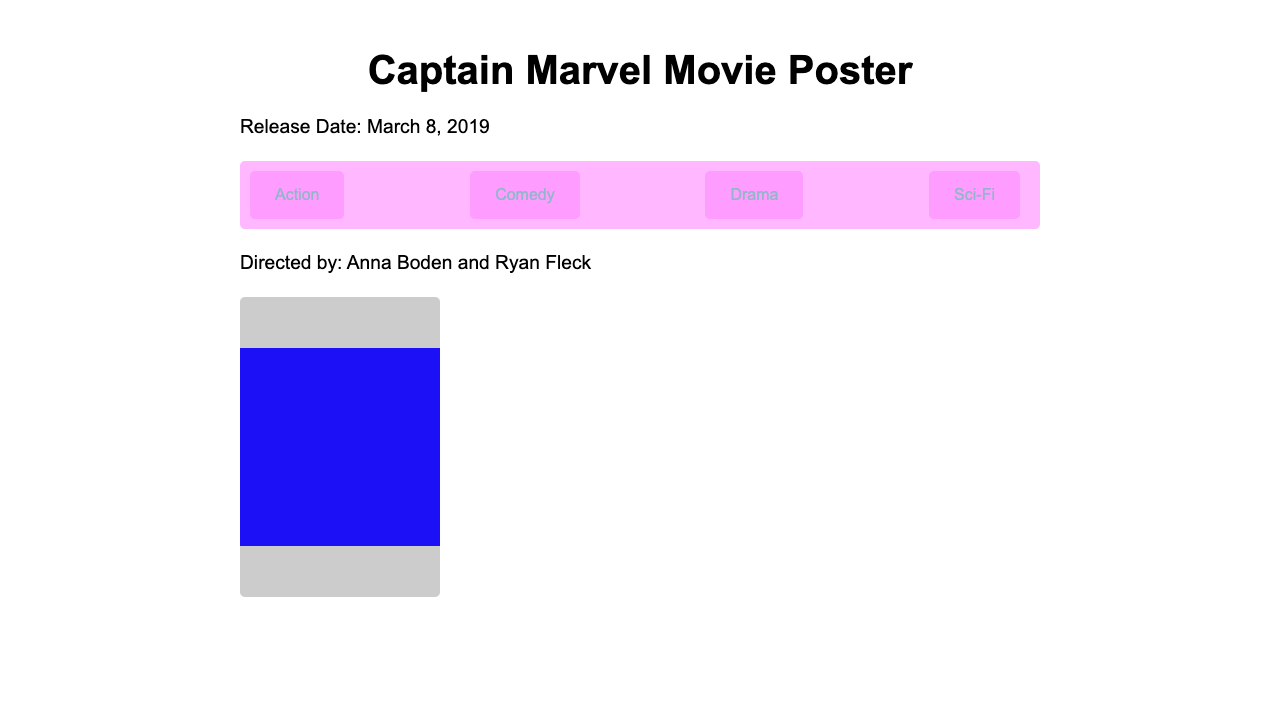 Captain Marvel Movie Poster
Release Date: March 8, 2019
Action Comedy Drama Sci-Fi
Directed by: Anna Boden and Ryan Fleck